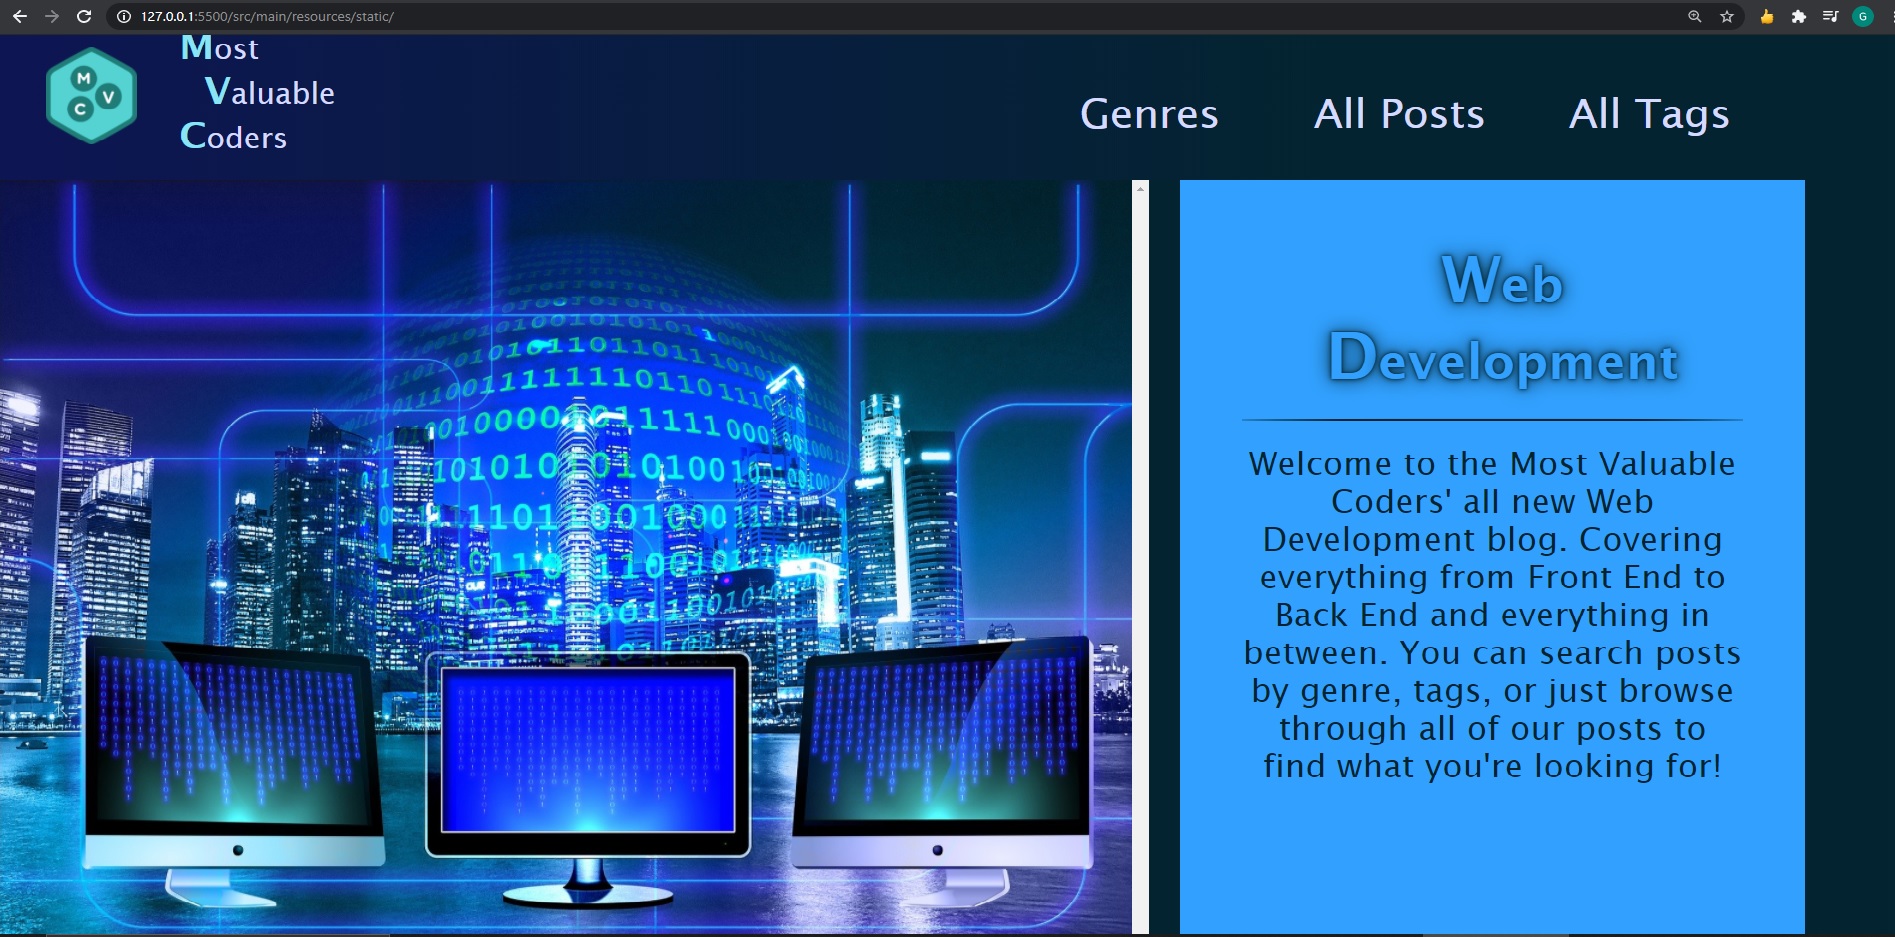 127.0.0.1:5500/src/main/resources/static/
G
M
V
C
Most
Valuable
Coders
Genres
All Posts
All Tags
Web
Development
Welcome to the Most Valuable
Coders' all new Web
Development blog. Covering
everything from Front End to
Back End and everything in
between. You can search posts
by genre, tags, or just browse
through all of our posts to
find what you're looking for!